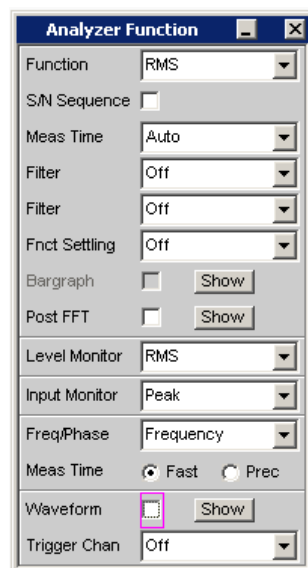 Analyzer Function
Function RMS
S/N Sequence
Meas Time Auto
Filter Off
Filter Off
Fnct Settling Off
Bargraph Show
Post FFT Show
Level Monitor RMS
Input Monitor Peak
Freq/Phase Frequency
Meas Time Fast Prec
Waveform Show
Trigger Chan Off